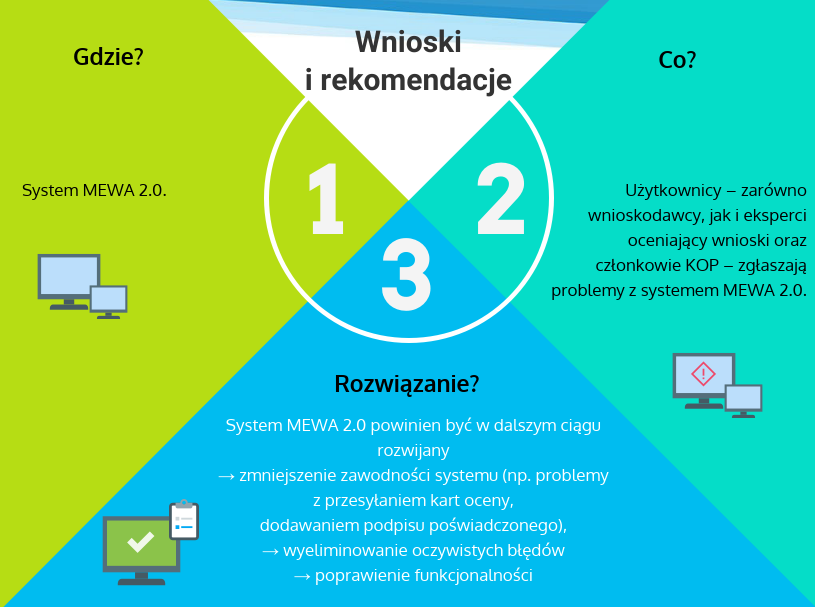 Wnioski
i rekomendacje
Gdzie?
System MEWA 2.0.
1
Co?
Użytkownicy – zarówno
wnioskodawcy, jak i eksperci
oceniający wnioski oraz
członkowie KOP – zgłaszają
problemy z systemem MEWA 2.0.
2
3
Rozwiązanie?
System MEWA 2.0 powinien być w dalszym ciągu
rozwijany
→ zmniejszenie zawodności systemu (np. problemy
z przesyłaniem kart oceny,
dodawaniem podpisu poświadczonego),
→ wyeliminowanie oczywistych błędów
→ poprawienie funkcjonalności